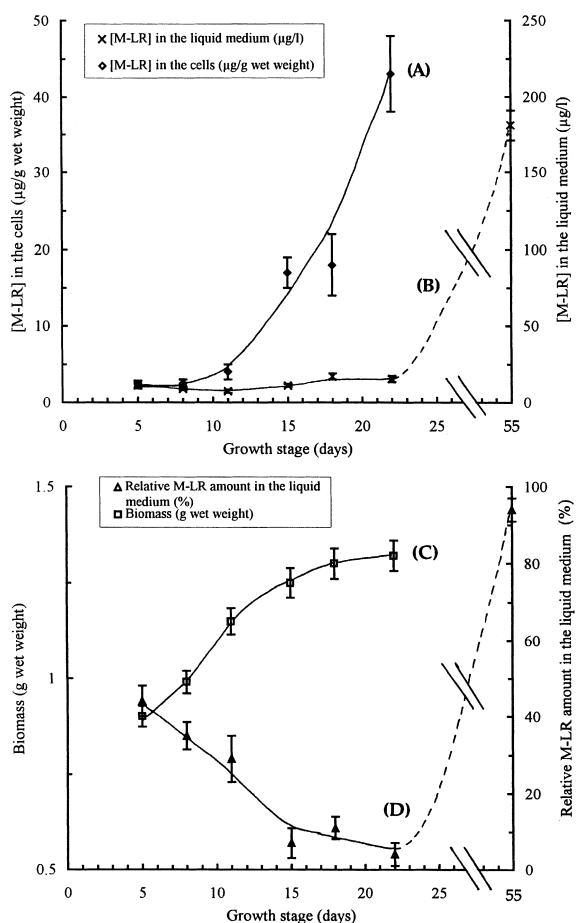 50
40
30
20
10
0
[M-LR] in the cells (µg/g wet weight)
[M-LR] in the liquid medium (µg/l)
[M-LR] in the cells (µg/g wet weight)
(A)
(B)
250
200
150
100
50
0
[M-LR] in the liquid medium (µg/l)
0 5 10 15 20 25 55
Growth stage (days)
1.5
1
0.5
Biomass (g wet weight)
Relative M-LR amount in the liquid
medium (%)
Biomass (g wet weight)
(C)
(D)
100
80
60
40
20
0
Relative M-LR amount in the liquid medium (%)
0 5 10 15 20 25 55
Growth stage (days)